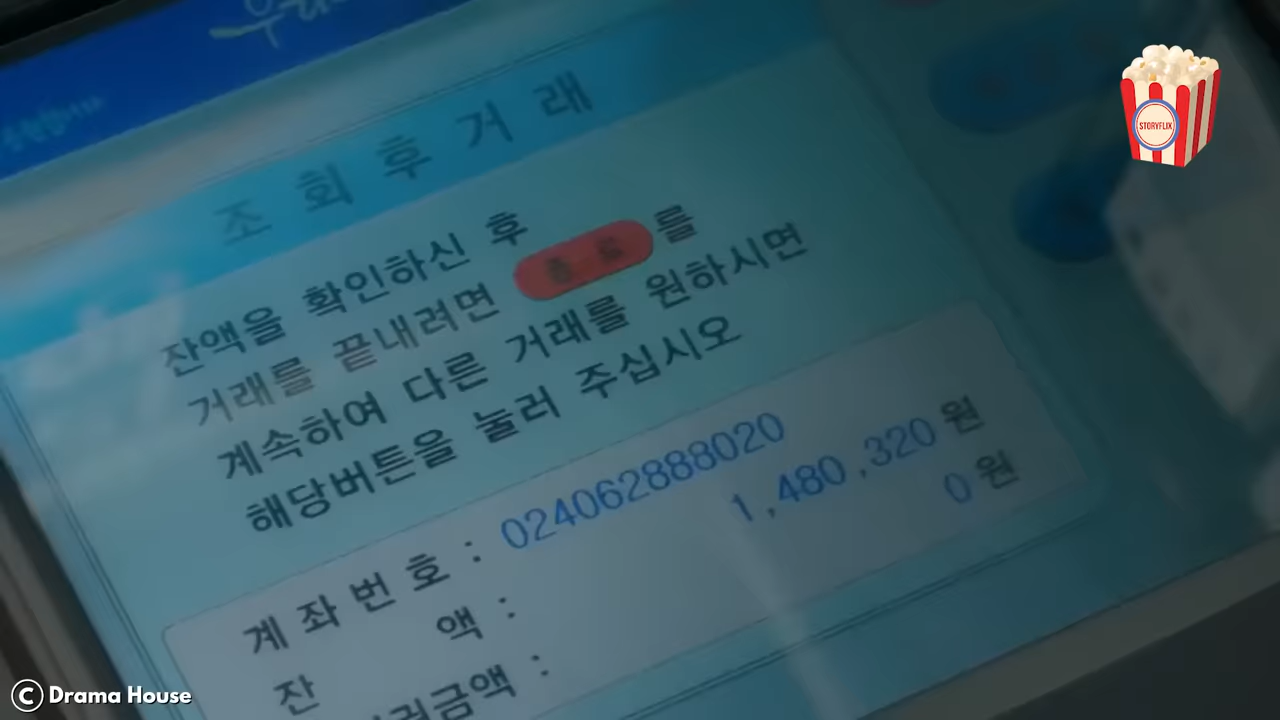 조회후거래
잔액을 확인하신 후
거래를 끝내려면 종료를
계속하여 다른 거래를 원하시면
해당버튼을 눌러 주십시오
계좌번호 : 024062888020
잔액 : 1,480,320원
0원
STORYFLIX
© Drama House